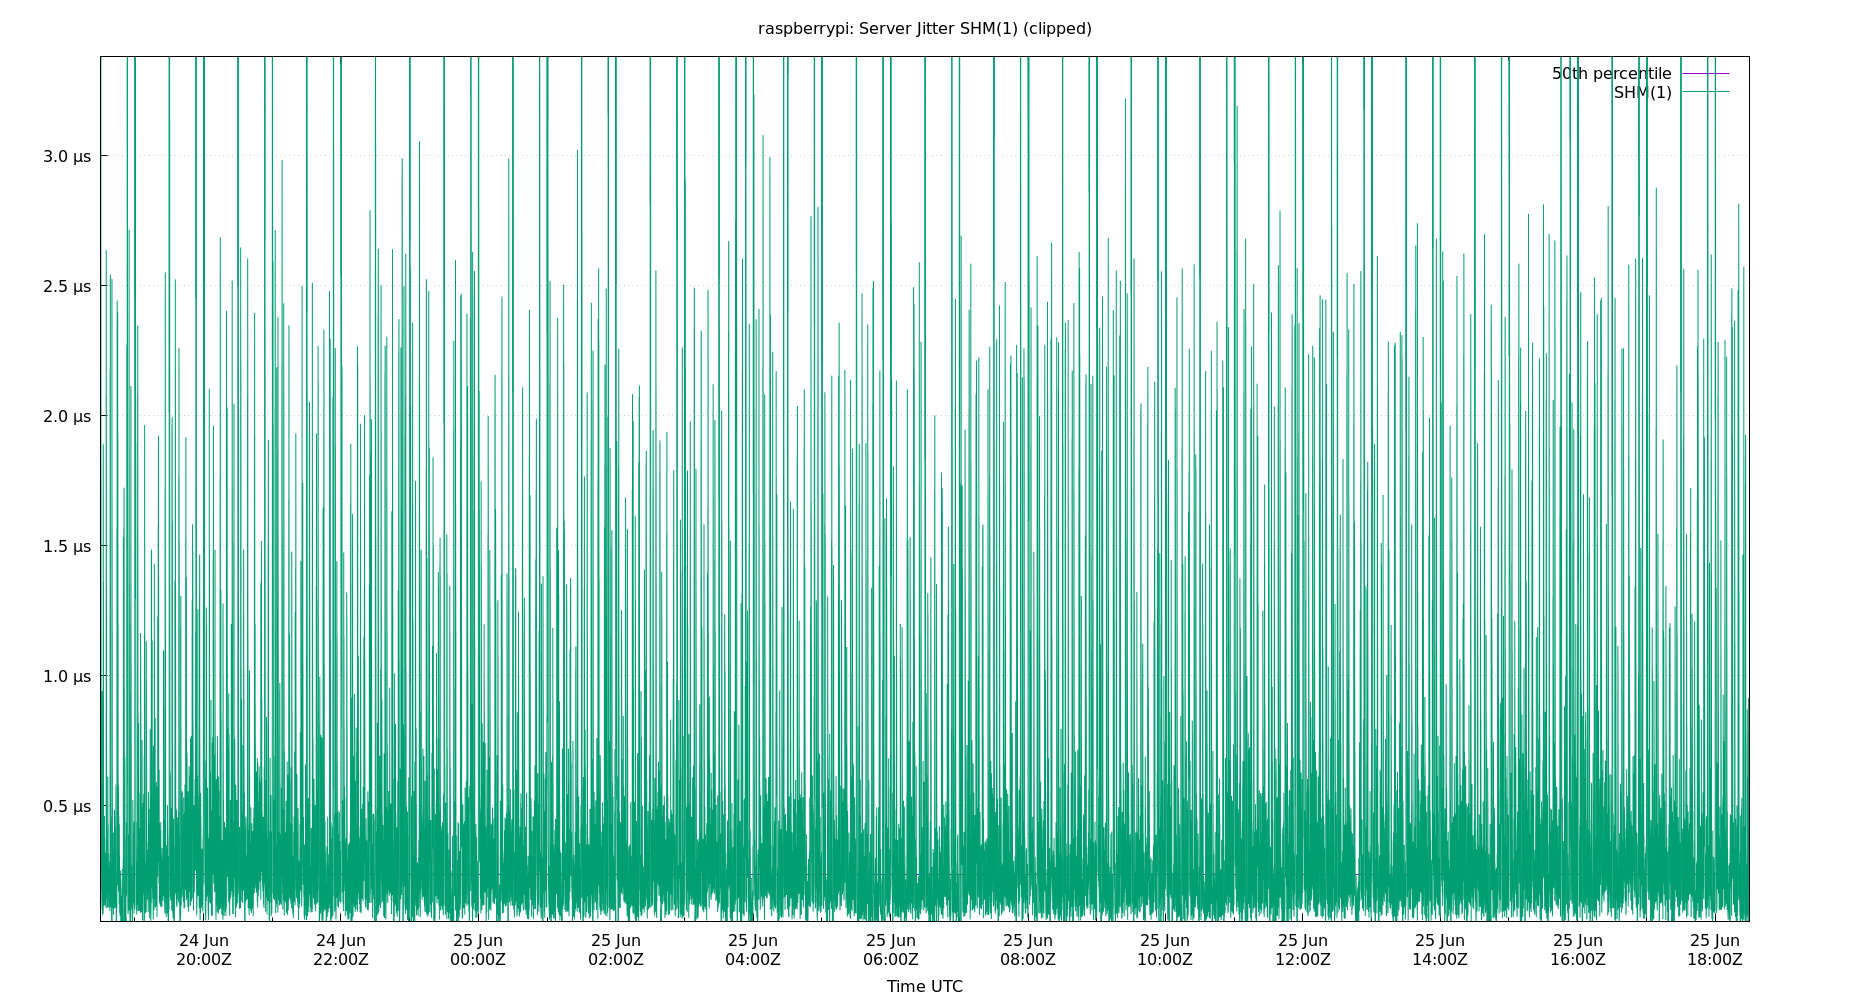 raspberrypi: Server Jitter SHM(1) (clipped)
50th percentile
SHM(1)
3.0 µs
2.5 µs
2.0 µs
1.5 µs
1.0 µs
0.5 µs
24 Jun 24 Jun 25 Jun 25 Jun 25 Jun 25 Jun 25 Jun 25 Jun 25 Jun 25 Jun 25 Jun 25 Jun
20:00Z 22:00Z 00:00Z 02:00Z 04:00Z 06:00Z 08:00Z 10:00Z 12:00Z 14:00Z 16:00Z 18:00Z
Time UTC